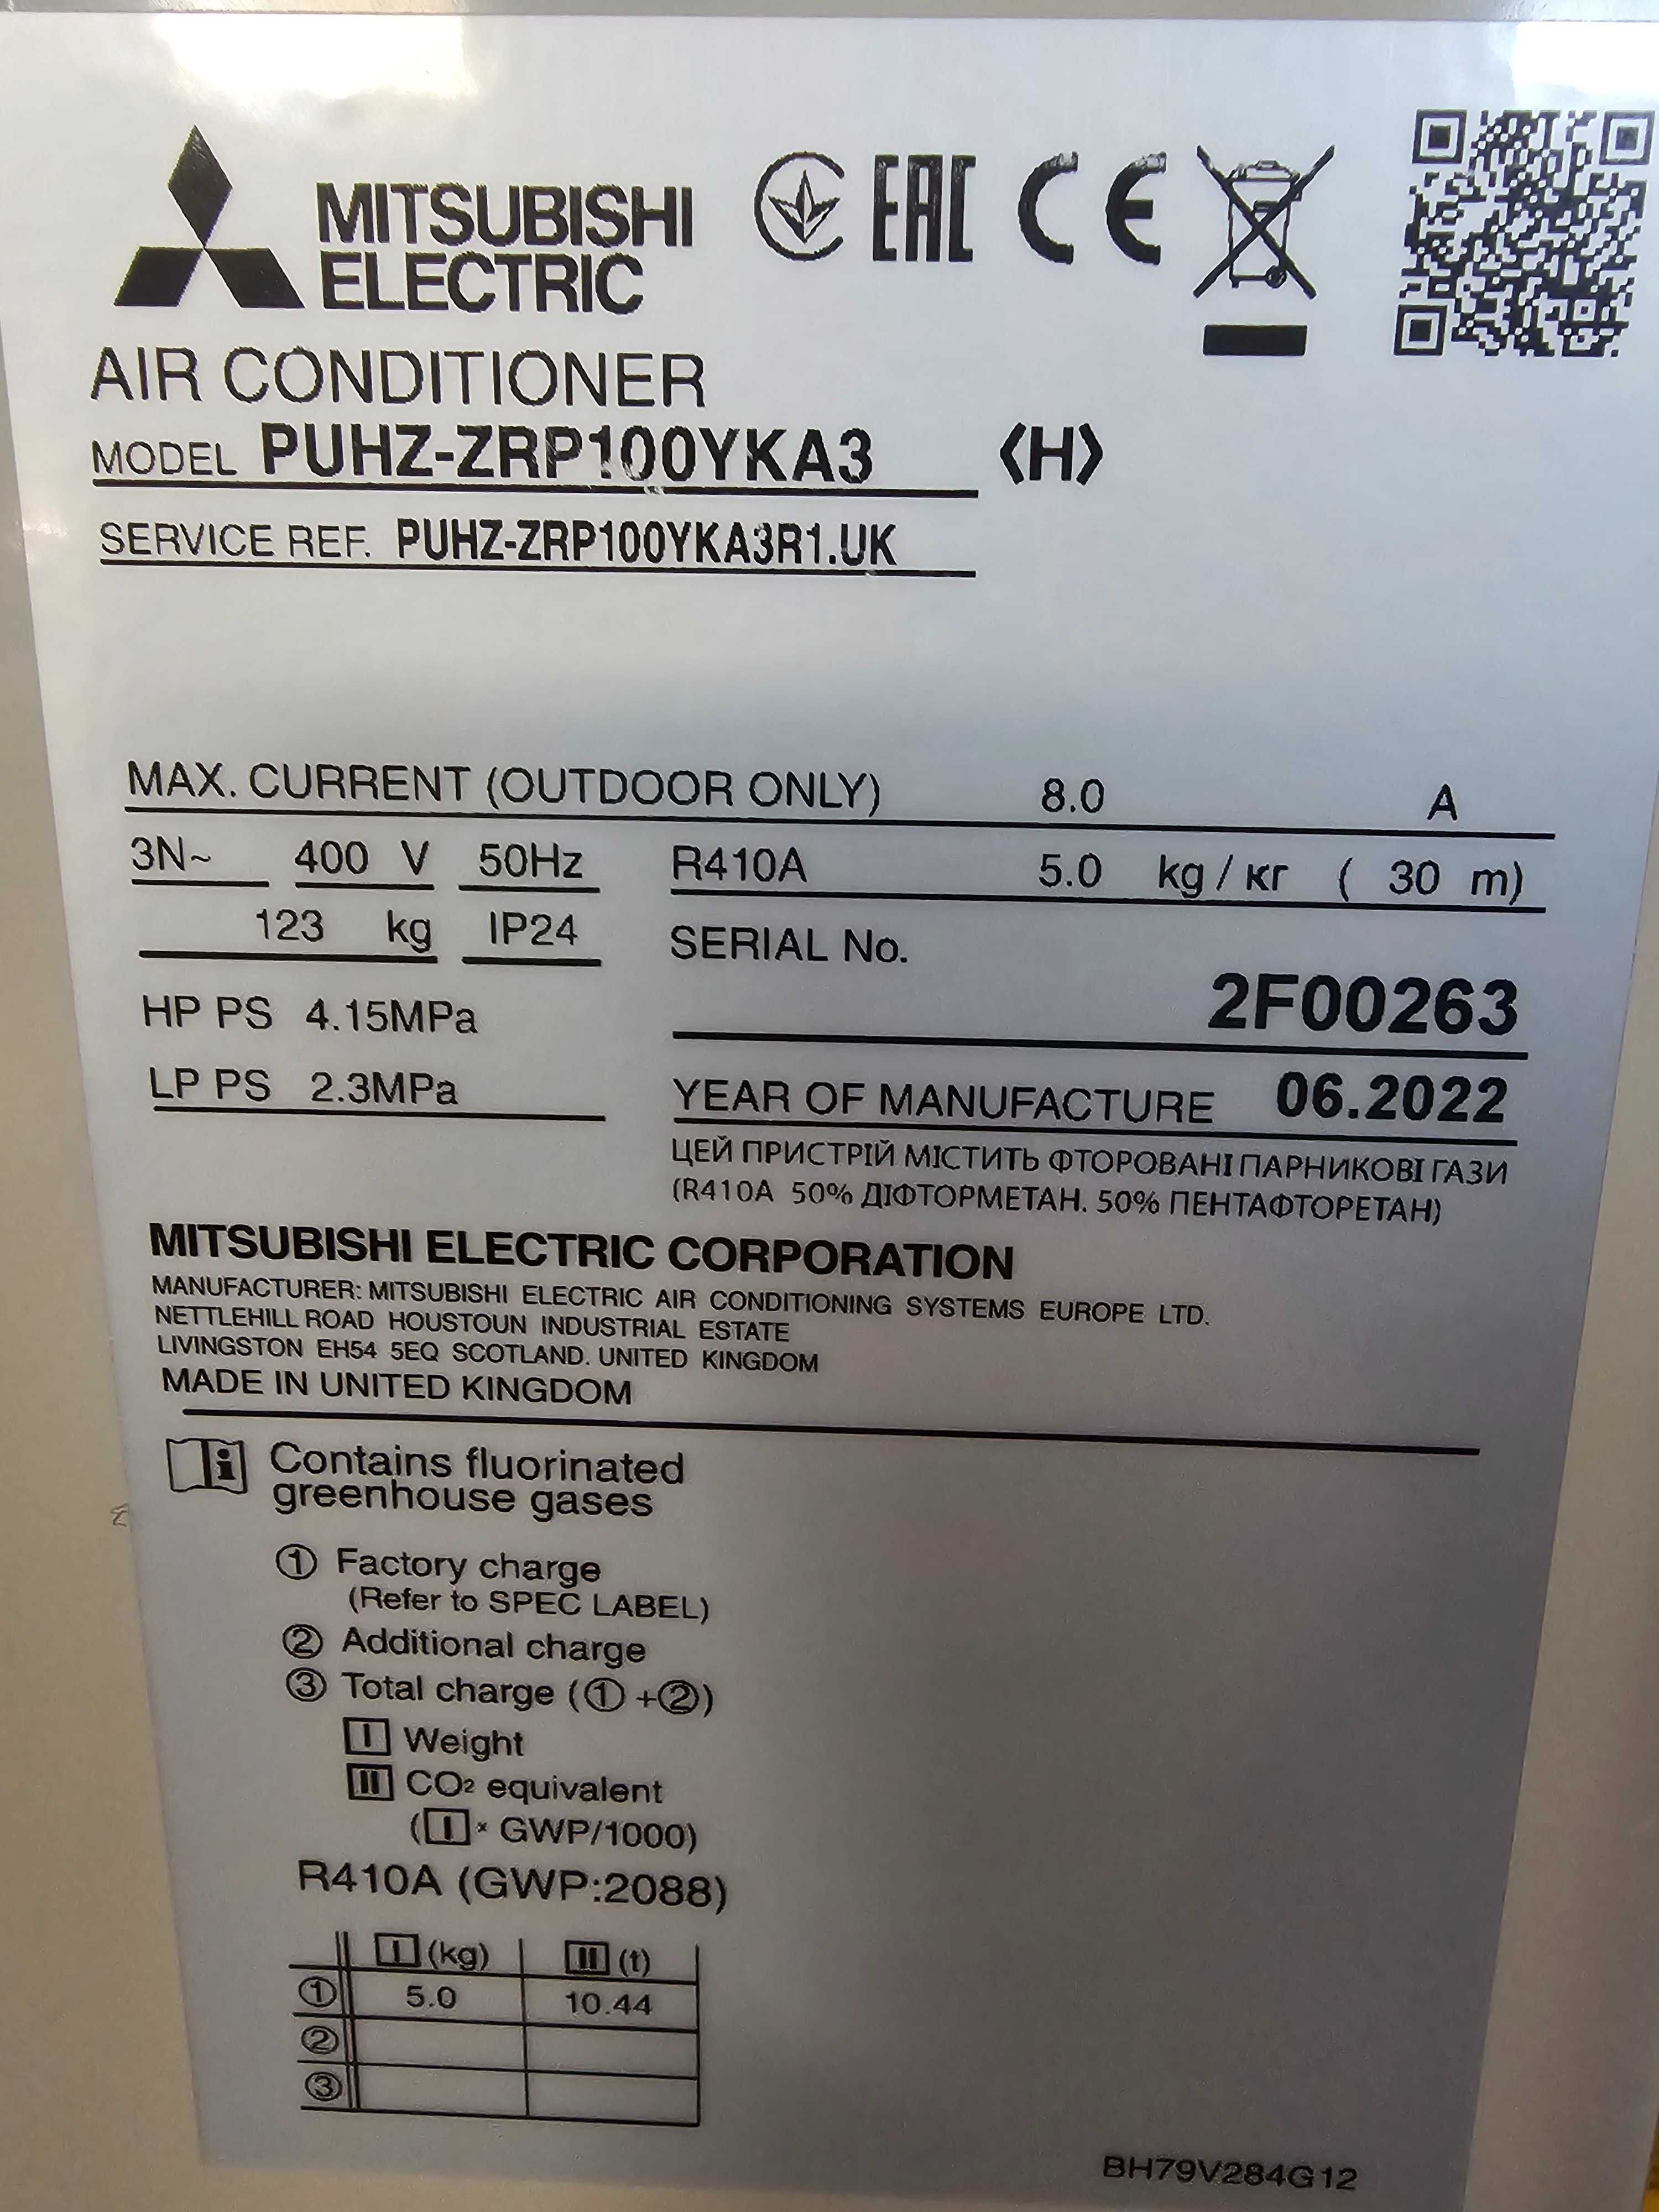 MITSUBISHI
ELECTRIC
EAC CE
AIR CONDITIONER
MODEL PUHZ-ZRP100YKA3 〈H〉
SERVICE REF. PUHZ-ZRP100YKA3R1.UK
MAX. CURRENT (OUTDOOR ONLY) 8.0 A
3N~ 400 V 50Hz R410A 5.0 kg / кг ( 30 m)
123 kg IP24 SERIAL No.
2F00263
HP PS 4.15MPa
LP PS 2.3MPa YEAR OF MANUFACTURE 06.2022
ЦЕЙ ПРИСТРІЙ МІСТИТЬ ФТОРОВАНІ ПАРНИКОВІ ГАЗИ
(R410A 50% ДІФТОРМЕТАН. 50% ПЕНТАФТОРЕТАН)
MITSUBISHI ELECTRIC CORPORATION
MANUFACTURER: MITSUBISHI ELECTRIC AIR CONDITIONING SYSTEMS EUROPE LTD.
NETTLEHILL ROAD HOUSTOUN INDUSTRIAL ESTATE
LIVINGSTON EH54 5EQ SCOTLAND. UNITED KINGDOM
MADE IN UNITED KINGDOM
i Contains fluorinated
greenhouse gases
① Factory charge
(Refer to SPEC LABEL)
② Additional charge
③ Total charge (① +②)
I Weight
II CO₂ equivalent
(I × GWP/1000)
R410A (GWP:2088)
I (kg) II (t)
① 5.0 10.44
②
③
BH79V284G12